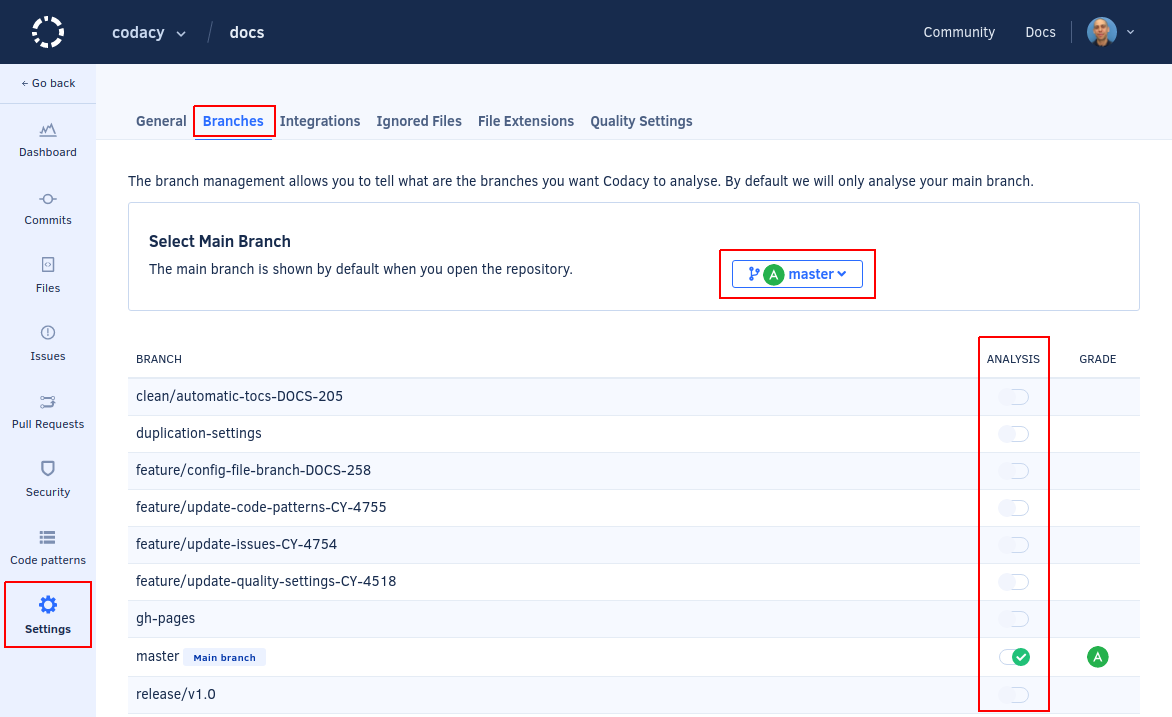 codacy / docs
Community Docs
← Go back
Dashboard
Commits
Files
Issues
Pull Requests
Security
Code patterns
Settings
General Branches Integrations Ignored Files File Extensions Quality Settings
The branch management allows you to tell what are the branches you want Codacy to analyse. By default we will only analyse your main branch.
Select Main Branch
The main branch is shown by default when you open the repository.
A master
BRANCH ANALYSIS GRADE
clean/automatic-tocs-DOCS-205
duplication-settings
feature/config-file-branch-DOCS-258
feature/update-code-patterns-CY-4755
feature/update-issues-CY-4754
feature/update-quality-settings-CY-4518
gh-pages
master Main branch A
release/v1.0